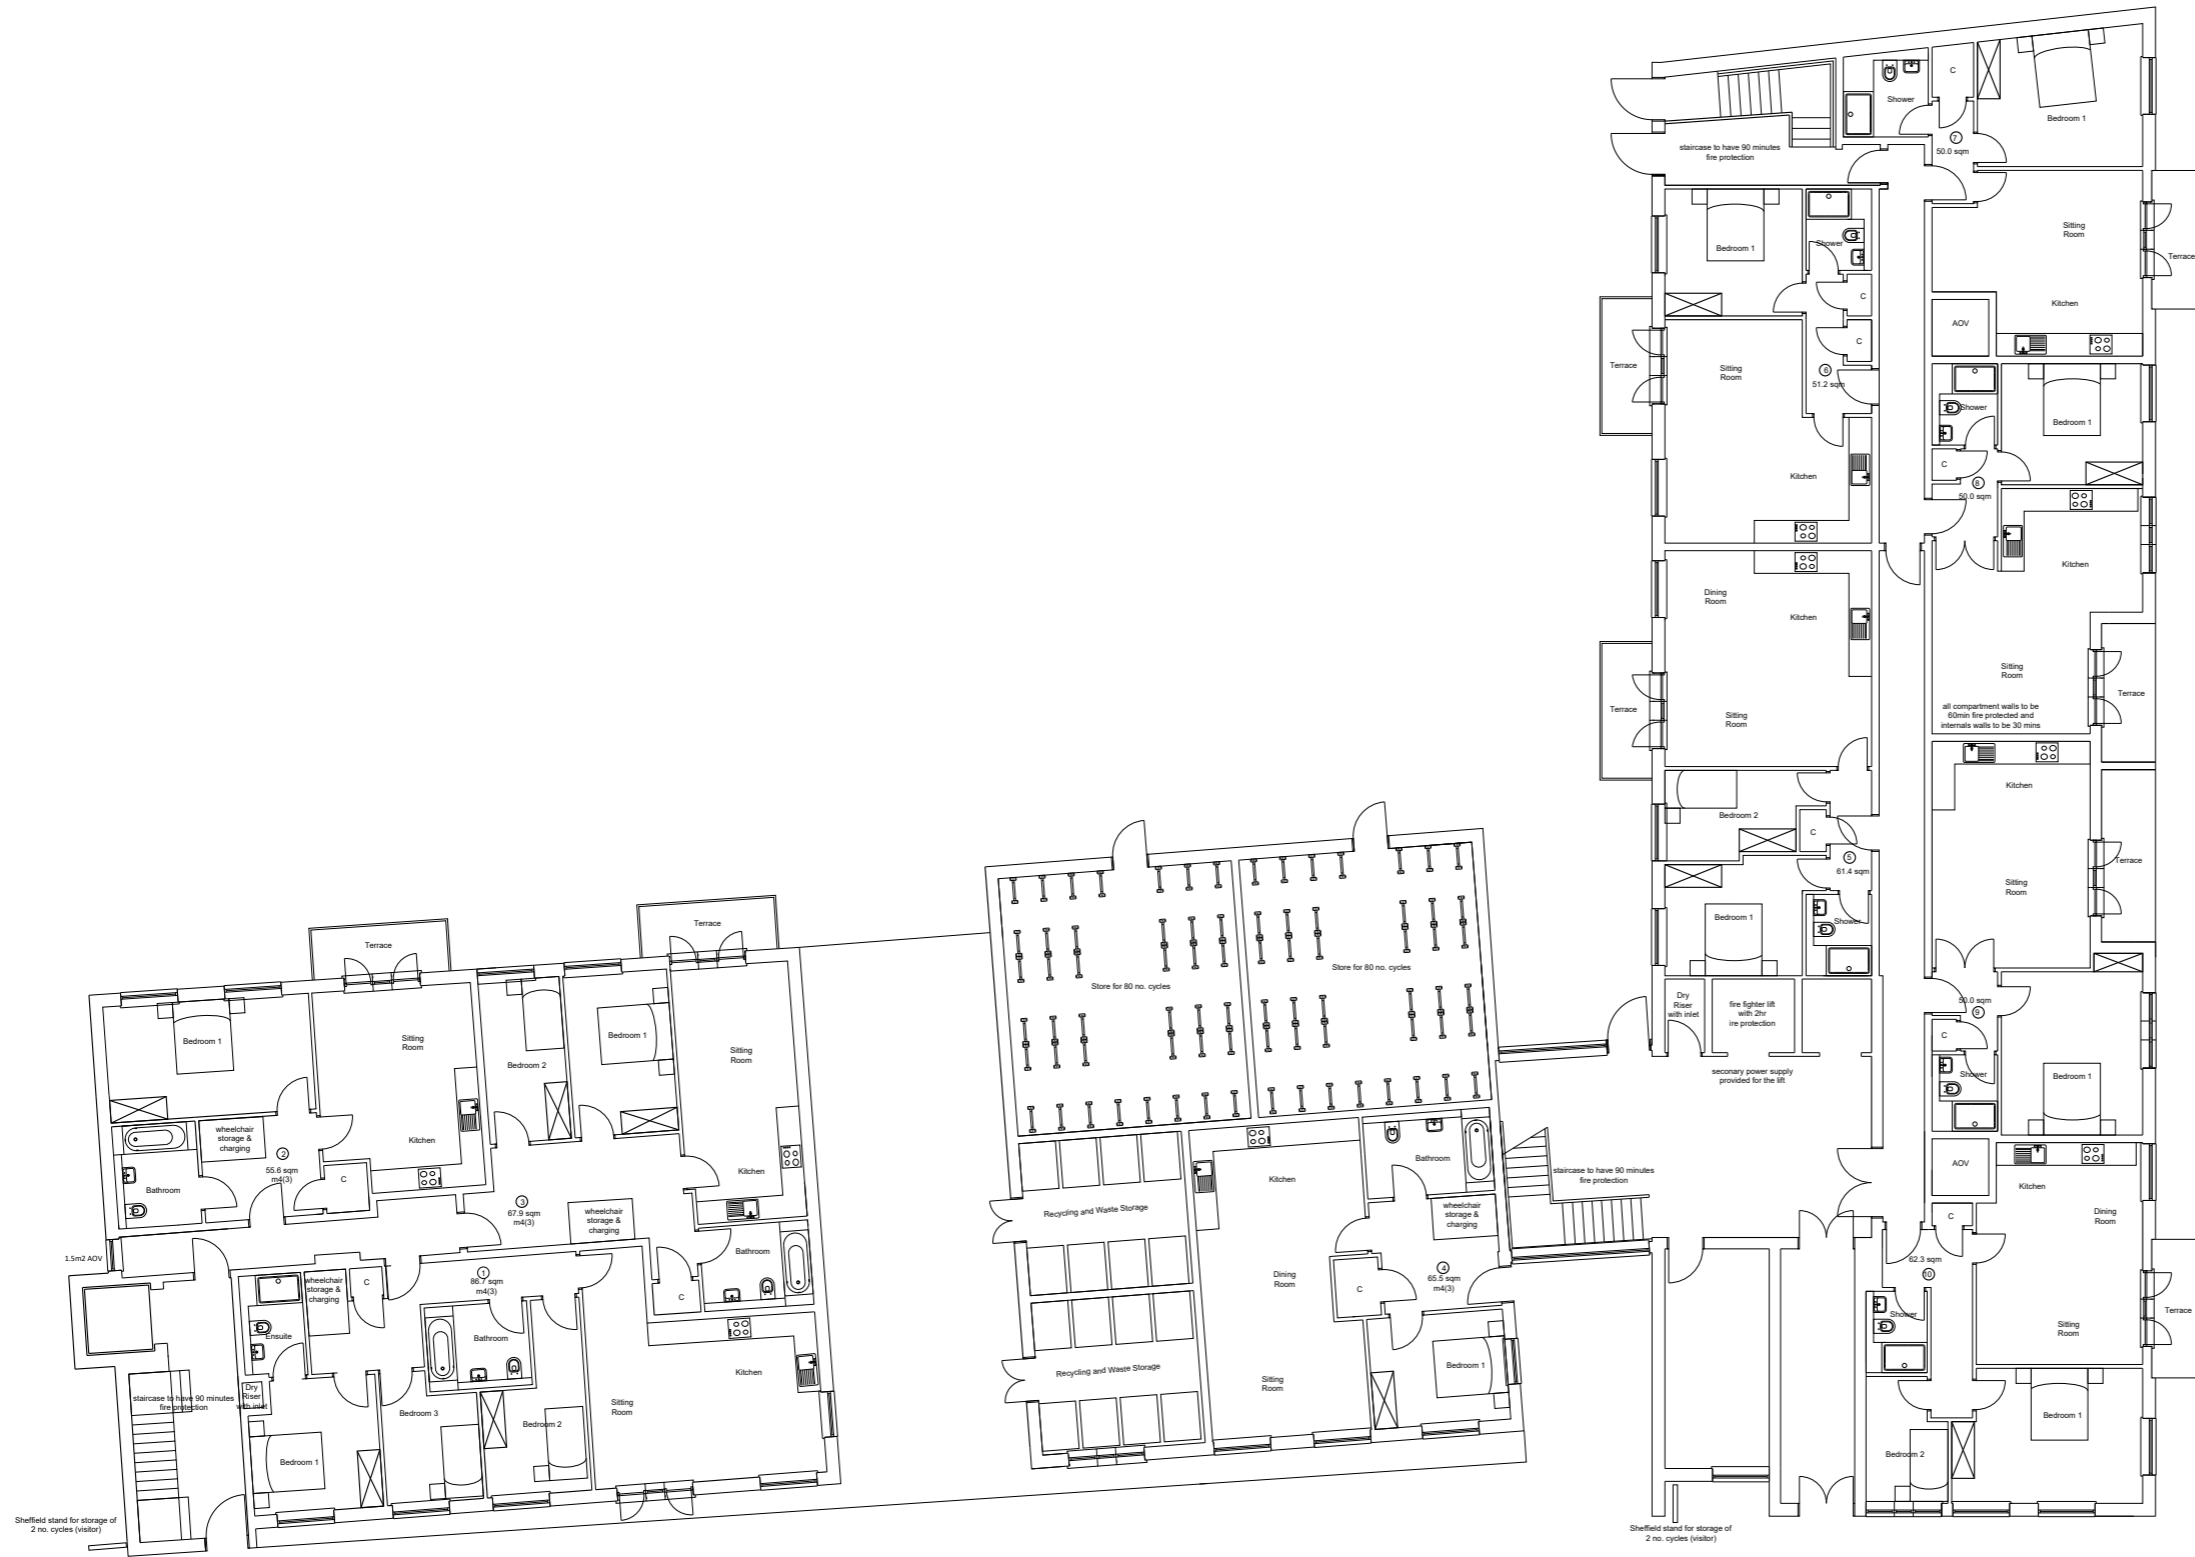 C
Shower
Bedroom 1
7
50.0 sqm
staircase to have 90 minutes
fire protection
Sitting
Room
Terrace
Kitchen
AOV
Bedroom 1
Shower
C
C
6
51.2 sqm
Terrace
Sitting
Room
Kitchen
Shower
Bedroom 1
C
8
50.0 sqm
Kitchen
Sitting
Room
Terrace
all compartment walls to be
60min fire protected and
internals walls to be 30 mins
Dining
Room
Kitchen
Terrace
Sitting
Room
Bedroom 2
C
5
61.4 sqm
Bedroom 1
Shower
Kitchen
Sitting
Room
Terrace
50.0 sqm
9
C
Shower
Bedroom 1
Dry
Riser
with inlet
fire fighter lift
with 2hr
ire protection
seconary power supply
provided for the lift
AOV
Kitchen
C
Dining
Room
62.3 sqm
10
Shower
Sitting
Room
Terrace
Bedroom 1
Bedroom 2
Sheffield stand for storage of
2 no. cycles (visitor)
Store for 80 no. cycles
Store for 80 no. cycles
Recycling and Waste Storage
Recycling and Waste Storage
Kitchen
Bathroom
wheelchair
storage &
charging
staircase to have 90 minutes
fire protection
Dining
Room
C
4
65.5 sqm
m4(3)
Sitting
Room
Bedroom 1
Terrace
Terrace
Bedroom 1
Sitting
Room
Kitchen
wheelchair
storage &
charging
2
55.6 sqm
m4(3)
C
Bathroom
Bedroom 2
Bedroom 1
Sitting
Room
Kitchen
3
67.9 sqm
m4(3)
wheelchair
storage &
charging
Bathroom
C
1.5m2 AOV
wheelchair
storage &
charging
C
1
86.7 sqm
m4(3)
Ensuite
Bathroom
Kitchen
Sitting
Room
staircase to have 90 minutes
fire protection
Dry
Riser
with inlet
Bedroom 3
Bedroom 2
Bedroom 1
Sheffield stand for storage of
2 no. cycles (visitor)